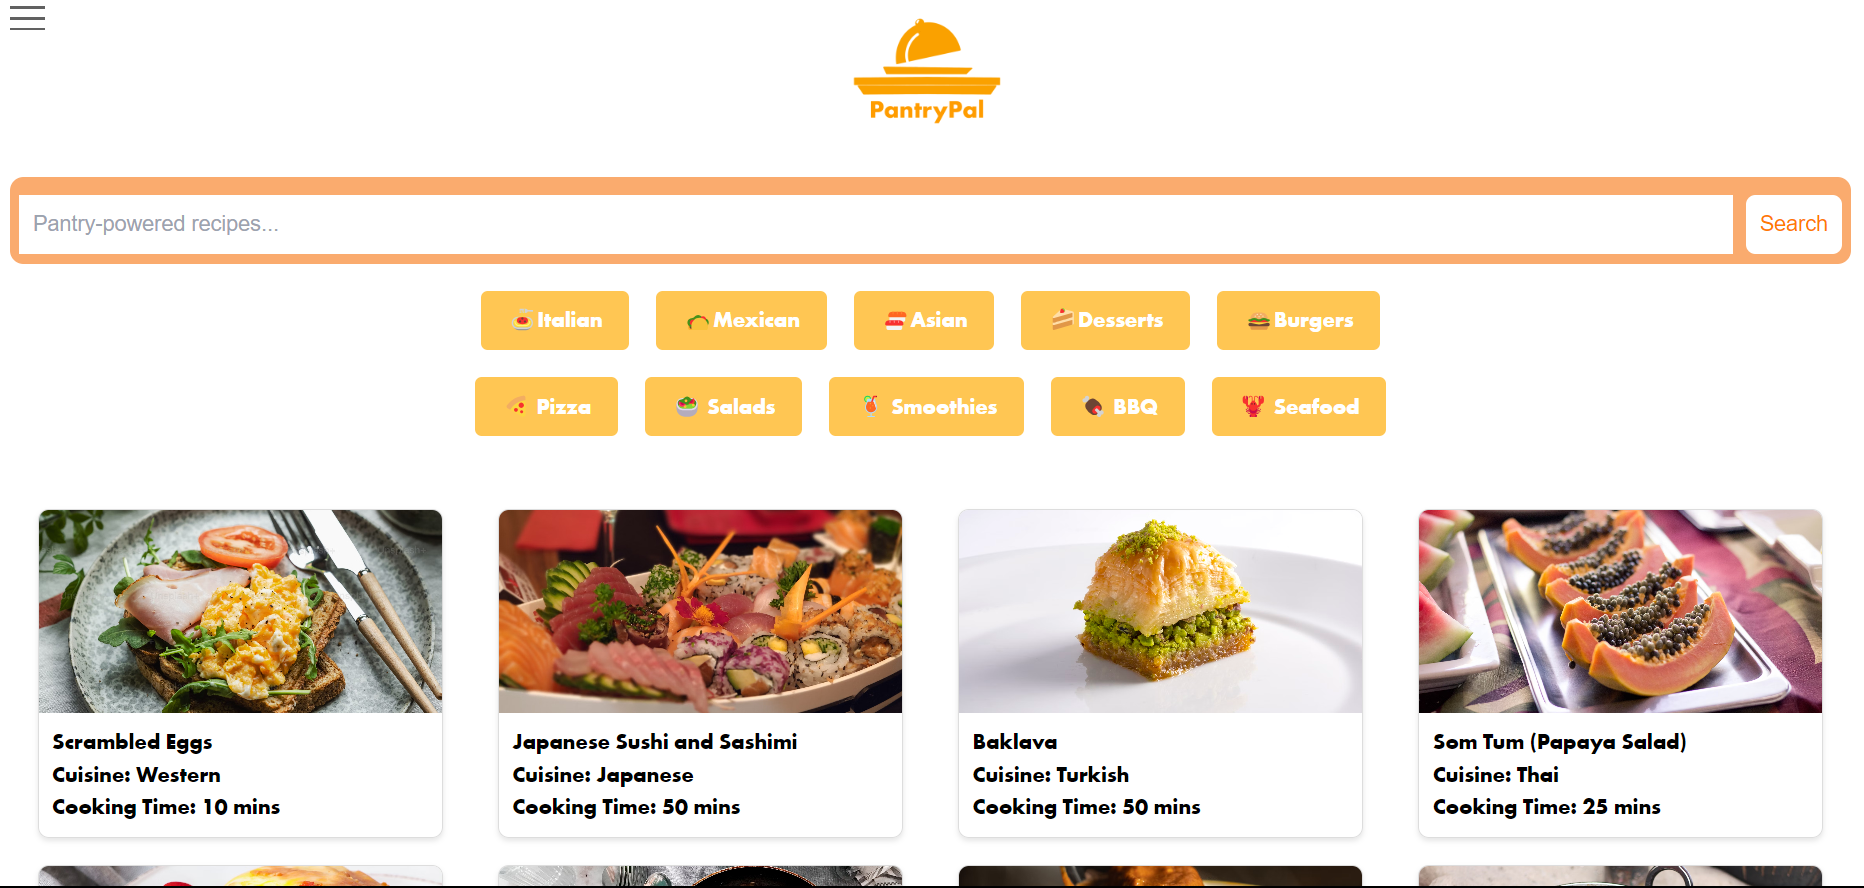 PantryPal
Pantry-powered recipes...
Search
Italian
Mexican
Asian
Desserts
Burgers
Pizza
Salads
Smoothies
BBQ
Seafood
Scrambled Eggs
Cuisine: Western
Cooking Time: 10 mins
Japanese Sushi and Sashimi
Cuisine: Japanese
Cooking Time: 50 mins
Baklava
Cuisine: Turkish
Cooking Time: 50 mins
Som Tum (Papaya Salad)
Cuisine: Thai
Cooking Time: 25 mins